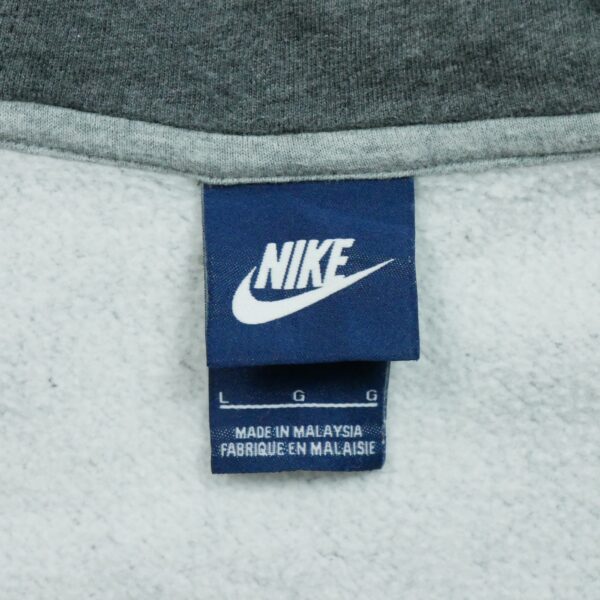 NIKE
L G G
MADE IN MALAYSIA
FABRIQUE EN MALAISIE